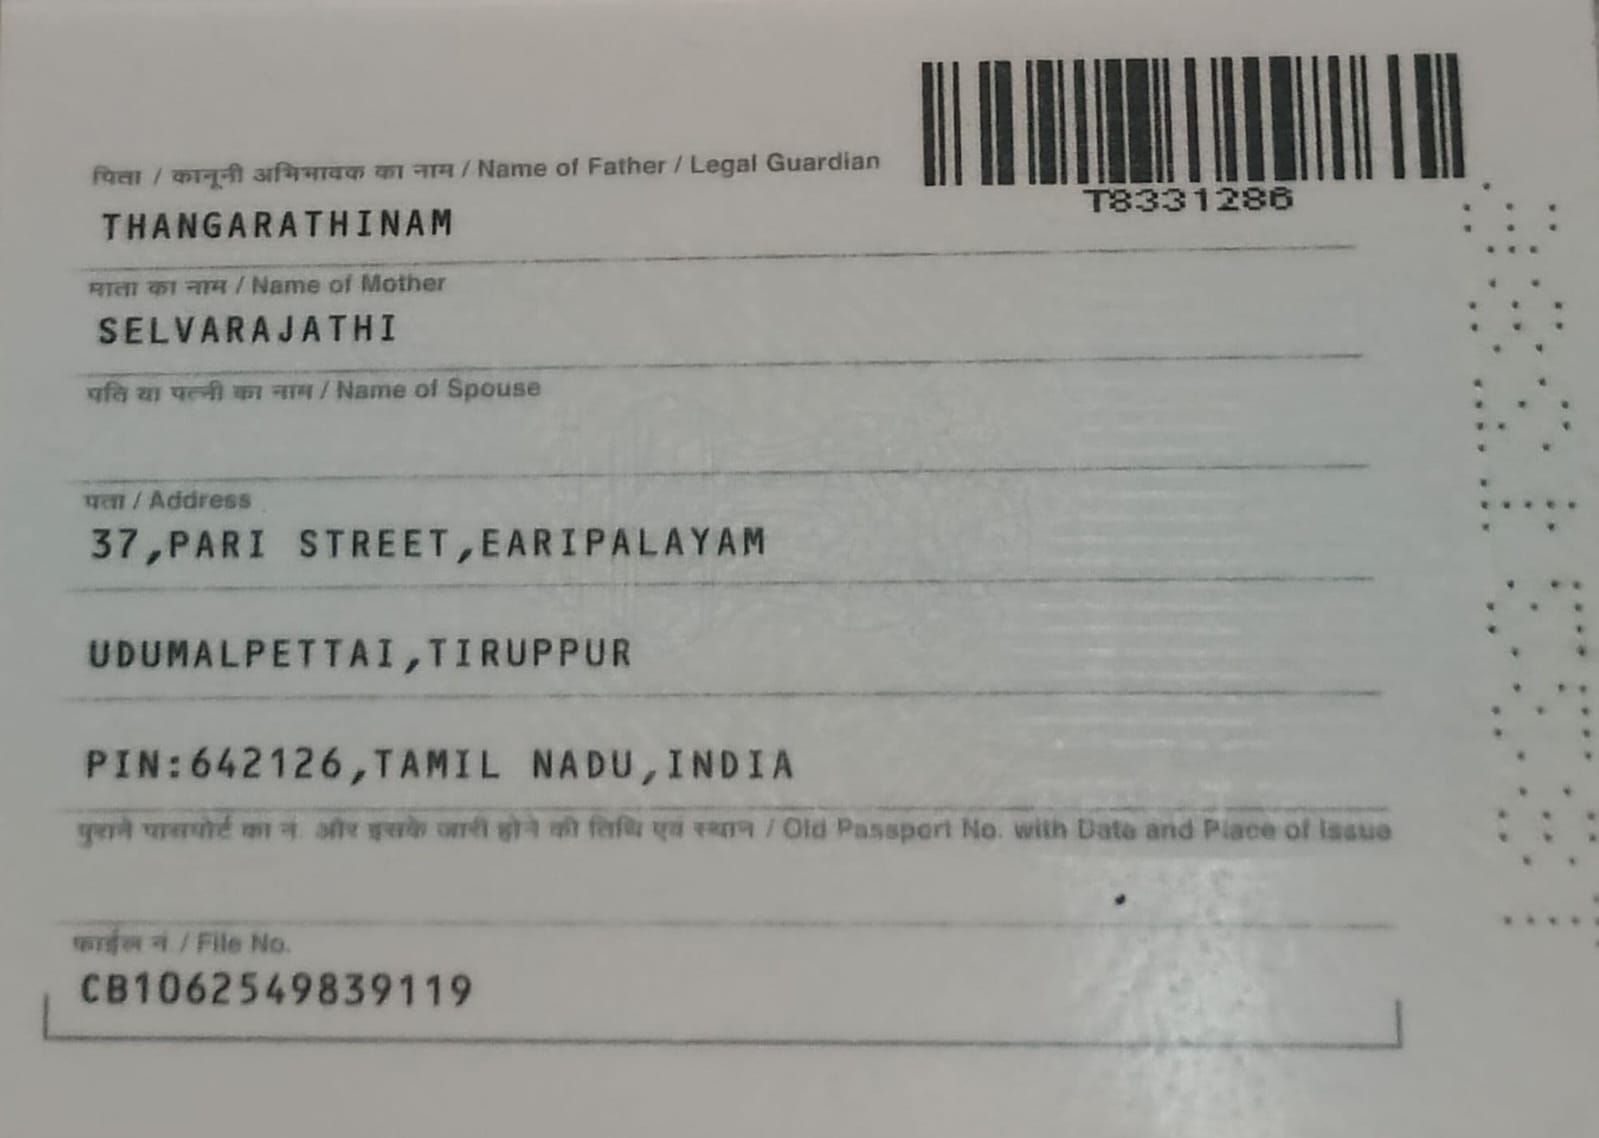 T8331286
पिता / कानूनी अभिभावक का नाम / Name of Father / Legal Guardian
THANGARATHINAM
माता का नाम / Name of Mother
SELVARAJATHI
पति या पत्नी का नाम / Name of Spouse
पता / Address
37,PARI STREET,EARIPALAYAM
UDUMALPETTAI,TIRUPPUR
PIN:642126,TAMIL NADU,INDIA
पुराने पासपोर्ट का नं. और इसके जारी होने की तिथि एवं स्थान / Old Passport No. with Date and Place of Issue
फाईल नं / File No.
CB1062549839119